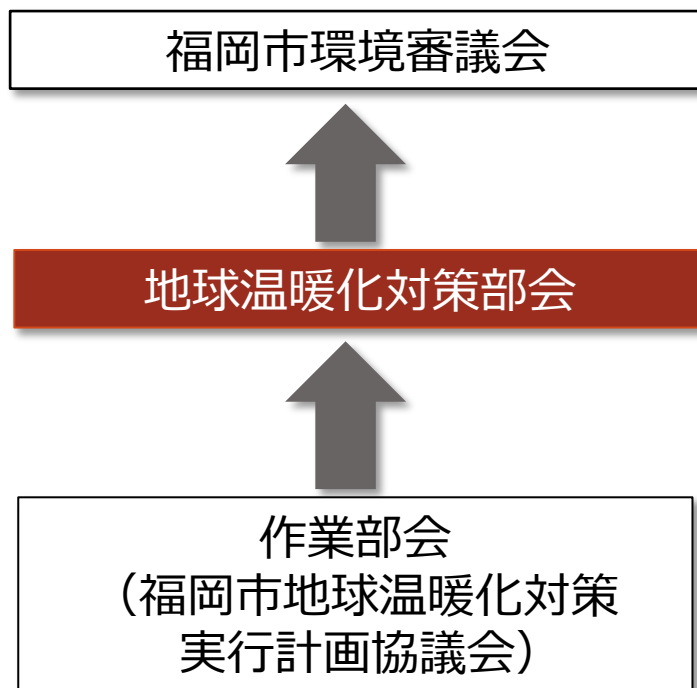 福岡市環境審議会
地球温暖化対策部会
作業部会
（福岡市地球温暖化対策
実行計画協議会）